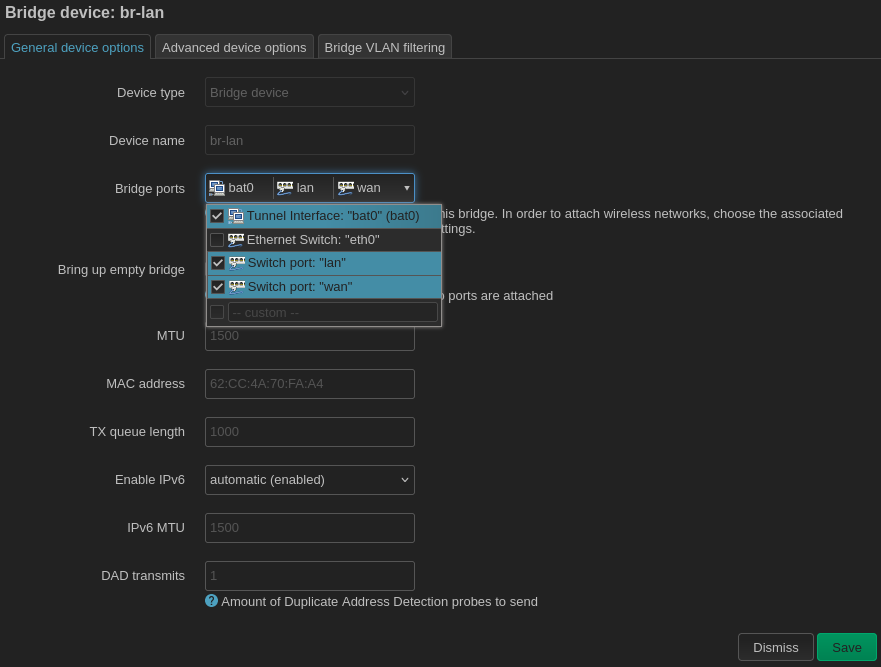 Bridge device: br-lan
General device options Advanced device options Bridge VLAN filtering
Device type Bridge device
Device name br-lan
Bridge ports bat0 lan wan
Tunnel Interface: "bat0" (bat0) his bridge. In order to attach wireless networks, choose the associated
ttings.
Ethernet Switch: "eth0"
Switch port: "lan"
Bring up empty bridge
Switch port: "wan"
ports are attached
-- custom --
MTU 1500
MAC address 62:CC:4A:70:FA:A4
TX queue length 1000
Enable IPv6 automatic (enabled)
IPv6 MTU 1500
DAD transmits 1
? Amount of Duplicate Address Detection probes to send
Dismiss Save